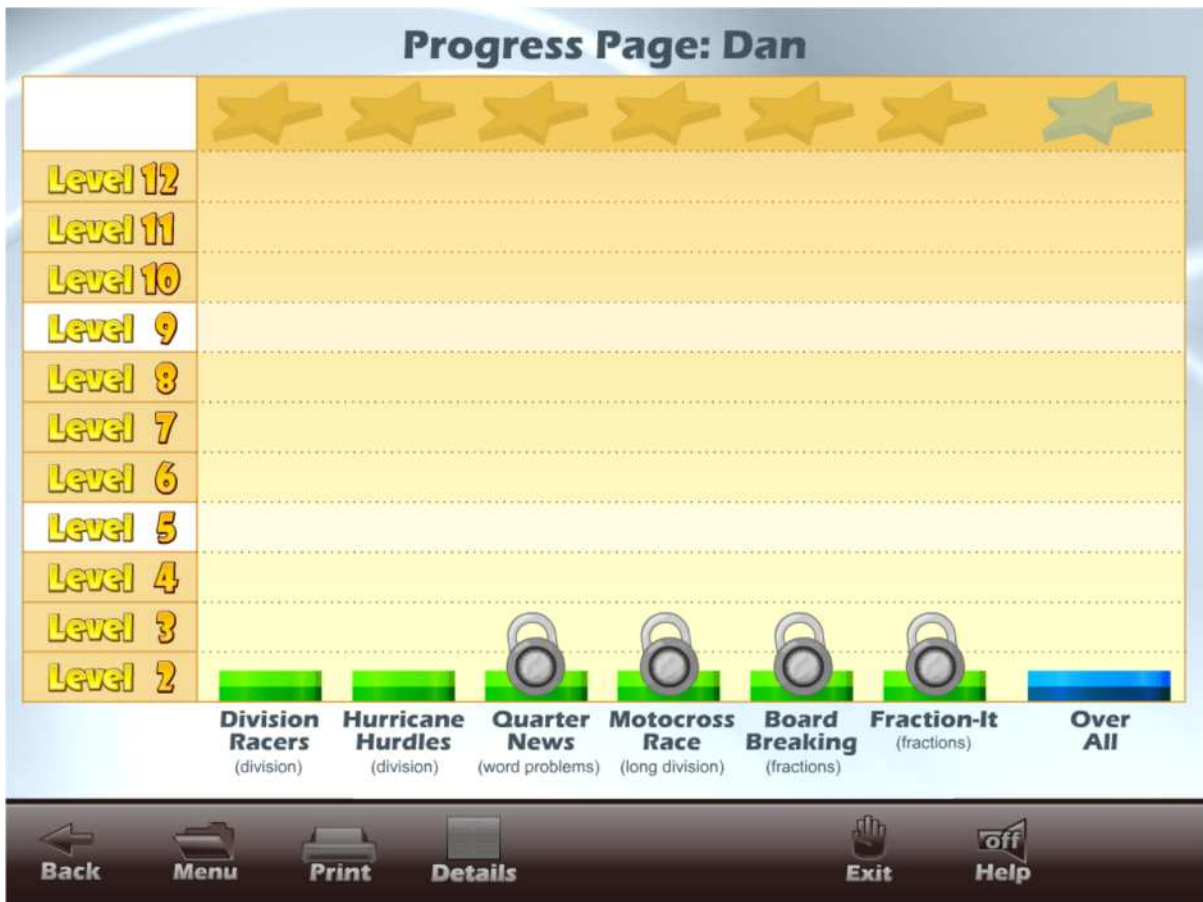 Progress Page: Dan
Level 12
Level 11
Level 10
Level 9
Level 8
Level 7
Level 6
Level 5
Level 4
Level 3
Level 2
Division Racers
(division)
Hurricane Hurdles
(division)
Quarter News
(word problems)
Motocross Race
(long division)
Board Breaking
(fractions)
Fraction-It
(fractions)
Over All
Back
Menu
Print
Details
Exit
off
Help